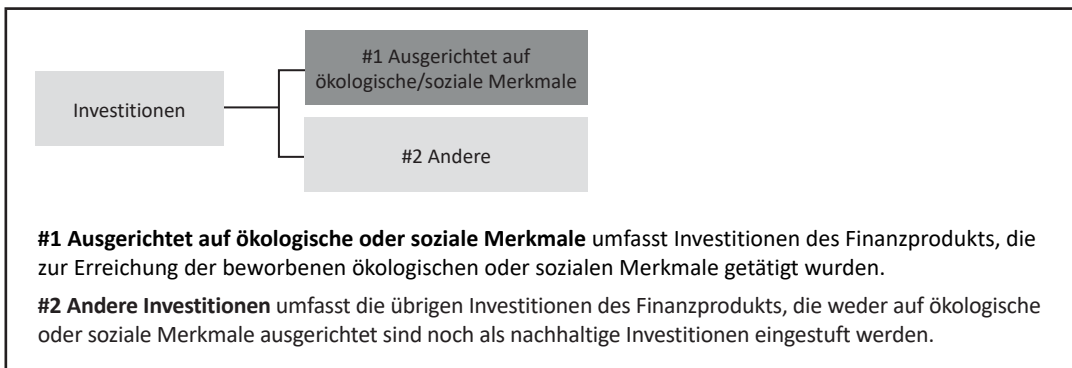 #1 Ausgerichtet auf
ökologische/soziale Merkmale
Investitionen
#2 Andere
#1 Ausgerichtet auf ökologische oder soziale Merkmale umfasst Investitionen des Finanzprodukts, die
zur Erreichung der beworbenen ökologischen oder sozialen Merkmale getätigt wurden.
#2 Andere Investitionen umfasst die übrigen Investitionen des Finanzprodukts, die weder auf ökologische
oder soziale Merkmale ausgerichtet sind noch als nachhaltige Investitionen eingestuft werden.